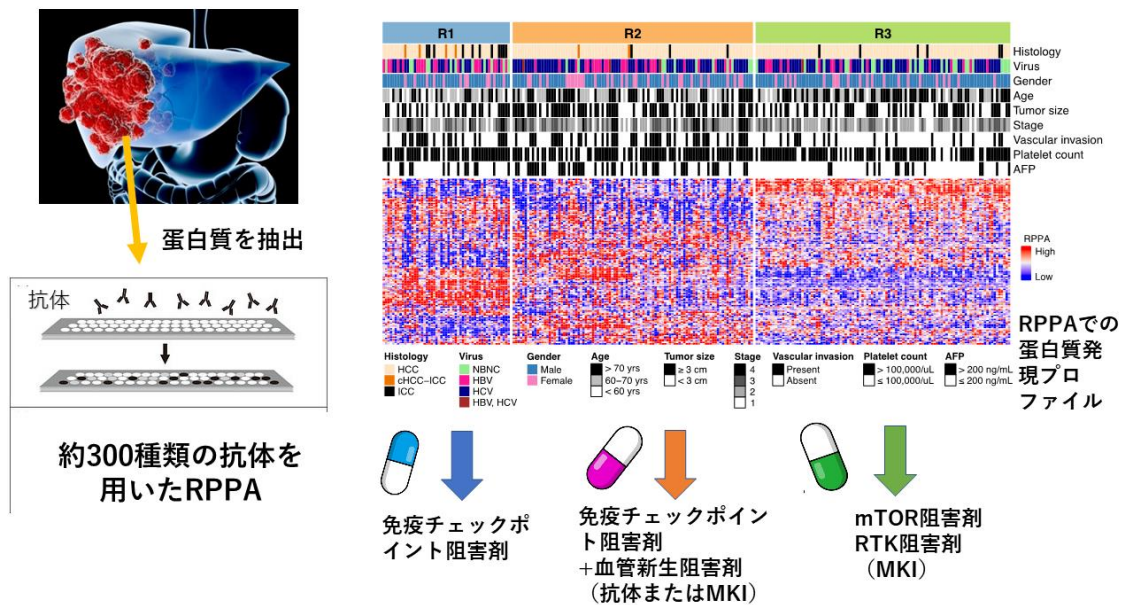 蛋白質を抽出
抗体
約300種類の抗体を
用いたRPPA
R1 R2 R3
Histology
Virus
Gender
Age
Tumor size
Stage
Vascular invasion
Platelet count
AFP
RPPA
High
Low
RPPAでの
蛋白質発
現プロ
ファイル
Histology
HCC
cHCC-ICC
ICC
Virus
NBNC
HBV
HCV
HBV, HCV
Gender
Male
Female
Age
> 70 yrs
60-70 yrs
< 60 yrs
Tumor size
≥ 3 cm
< 3 cm
Stage
4
3
2
1
Vascular invasion
Present
Absent
Platelet count
> 100,000/uL
≤ 100,000/uL
AFP
> 200 ng/mL
≤ 200 ng/mL
免疫チェックポ
イント阻害剤
免疫チェックポイン
ト阻害剤
+血管新生阻害剤
（抗体またはMKI）
mTOR阻害剤
RTK阻害剤
（MKI）